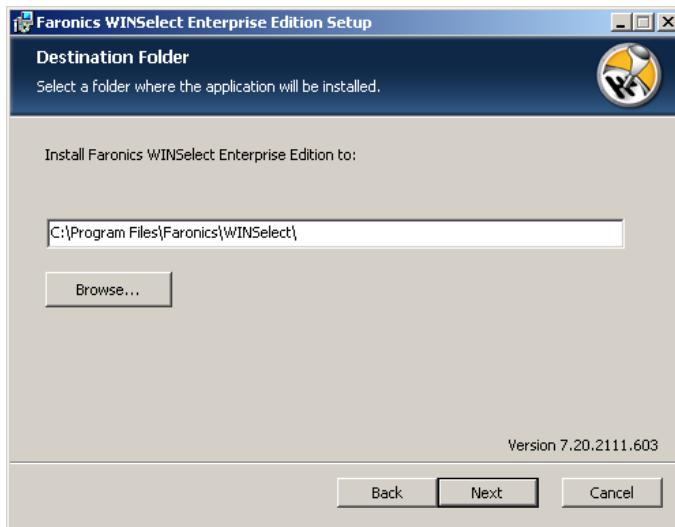 Faronics WINSelect Enterprise Edition Setup
Destination Folder
Select a folder where the application will be installed.
Install Faronics WINSelect Enterprise Edition to:
C:\Program Files\Faronics\WINSelect\
Browse...
Version 7.20.2111.603
Back Next Cancel